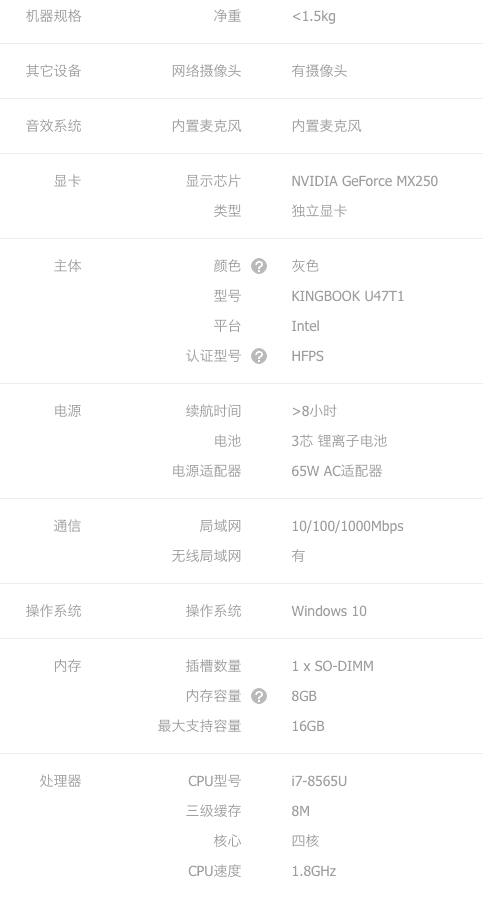 机器规格 净重 <1.5kg
其它设备 网络摄像头 有摄像头
音效系统 内置麦克风 内置麦克风
显卡 显示芯片 NVIDIA GeForce MX250
类型 独立显卡
主体 颜色 ? 灰色
型号 KINGBOOK U47T1
平台 Intel
认证型号 ? HFPS
电源 续航时间 >8小时
电池 3芯 锂离子电池
电源适配器 65W AC适配器
通信 局域网 10/100/1000Mbps
无线局域网 有
操作系统 操作系统 Windows 10
内存 插槽数量 1 x SO-DIMM
内存容量 ? 8GB
最大支持容量 16GB
处理器 CPU型号 i7-8565U
三级缓存 8M
核心 四核
CPU速度 1.8GHz